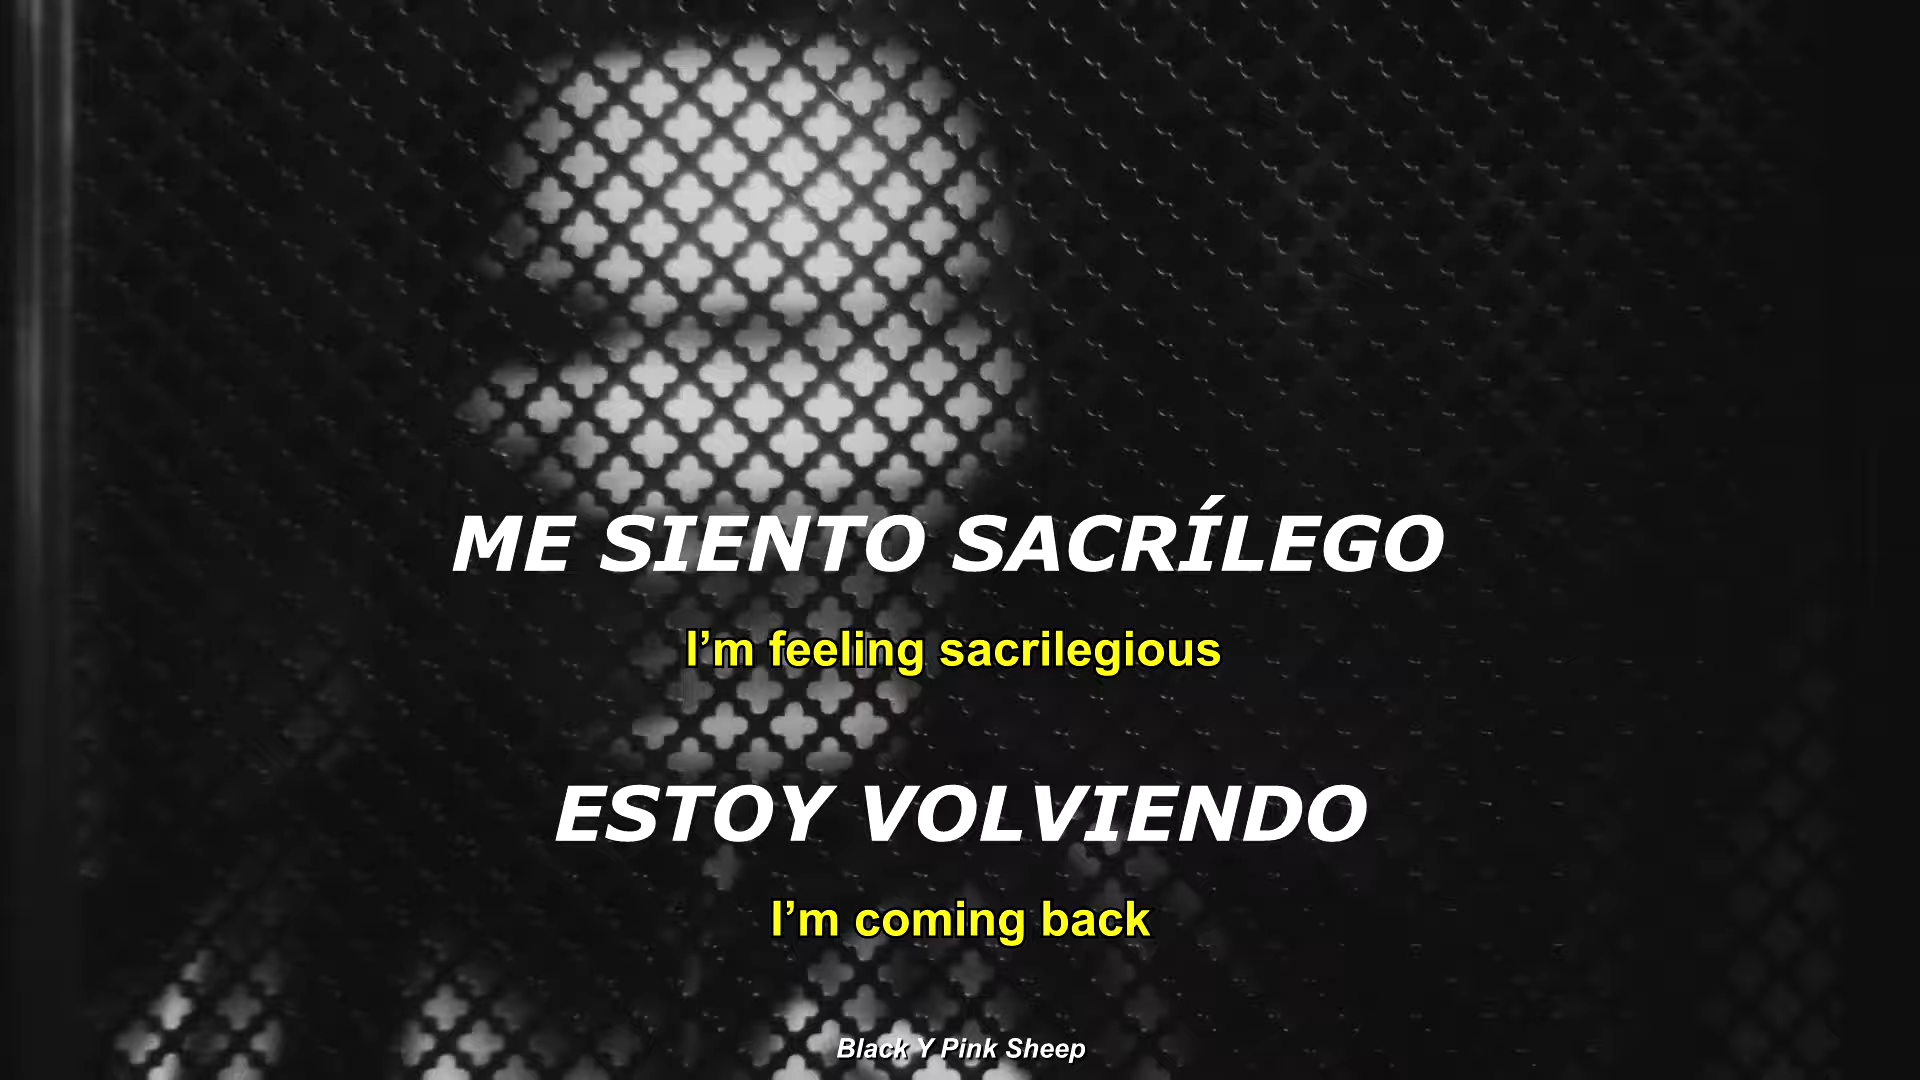 ME SIENTO SACRÍLEGO
I’m feeling sacrilegious
ESTOY VOLVIENDO
I’m coming back
Black Y Pink Sheep